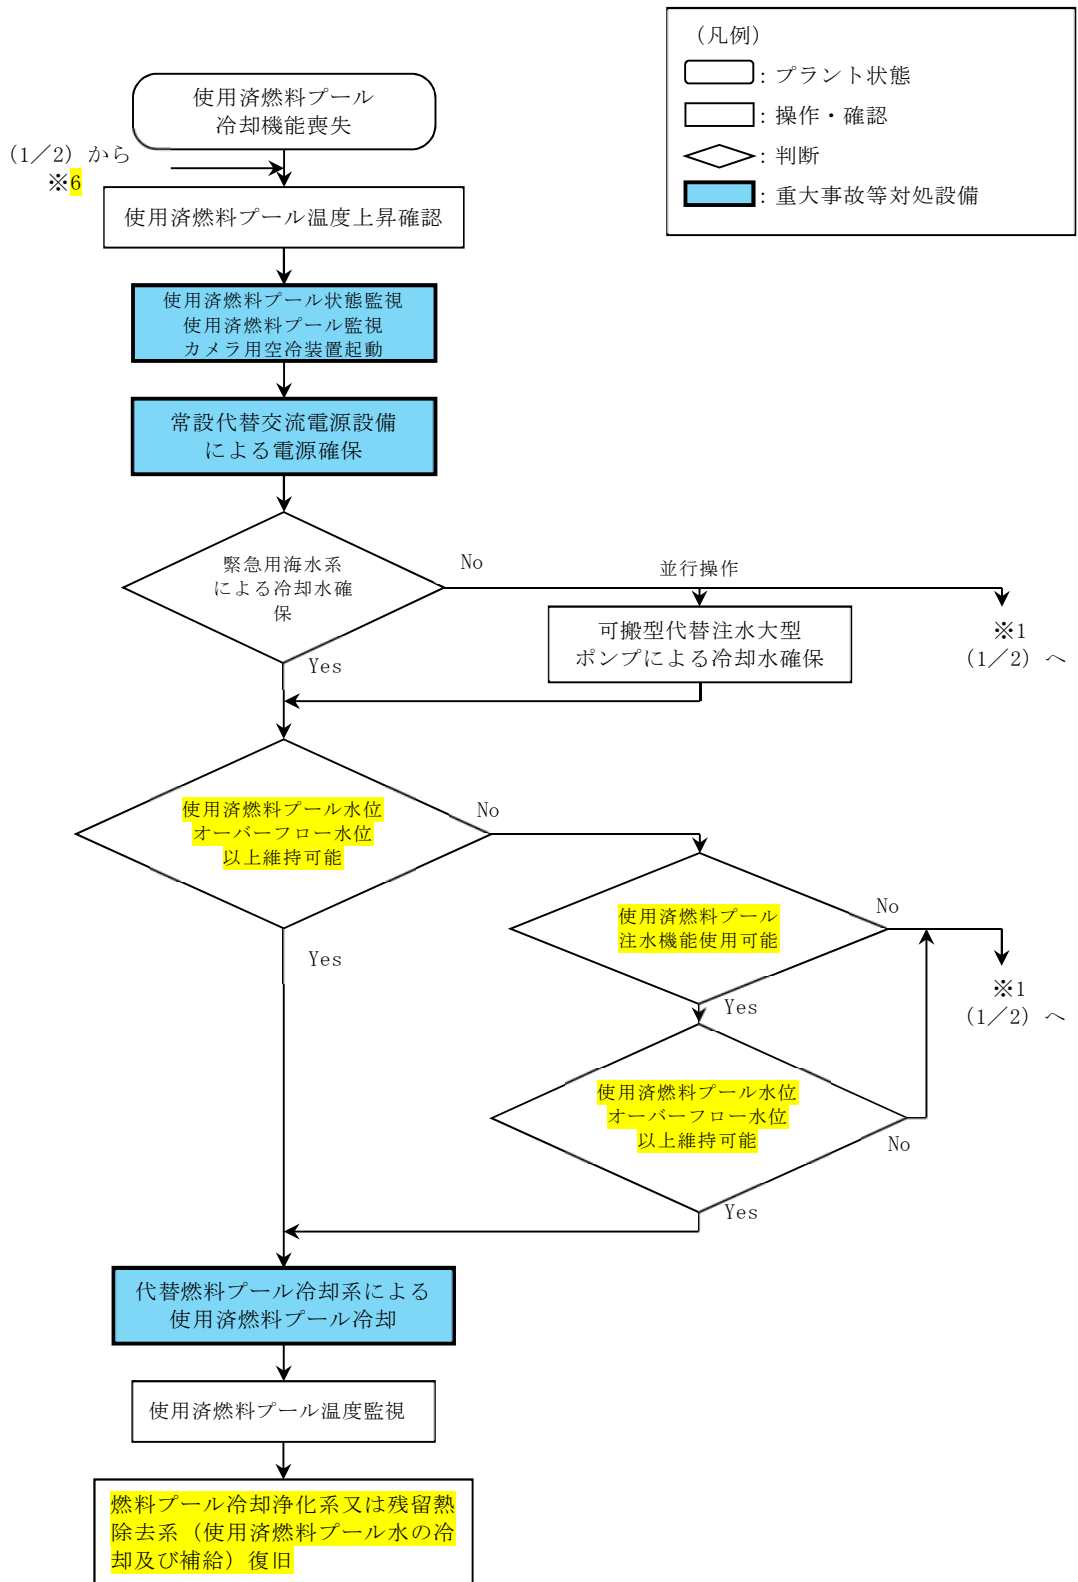 (凡例)
：プラント状態
：操作・確認
：判断
：重大事故等対処設備
使用済燃料プール
冷却機能喪失
(1／2) から
※6
使用済燃料プール温度上昇確認
使用済燃料プール状態監視
使用済燃料プール監視
カメラ用空冷装置起動
常設代替交流電源設備
による電源確保
緊急用海水系
による冷却水確
保
No
並行操作
Yes
可搬型代替注水大型
ポンプによる冷却水確保
※1
(1／2) へ
使用済燃料プール水位
オーバーフロー水位
以上維持可能
No
Yes
使用済燃料プール
注水機能使用可能
No
Yes
※1
(1／2) へ
使用済燃料プール水位
オーバーフロー水位
以上維持可能
No
Yes
代替燃料プール冷却系による
使用済燃料プール冷却
使用済燃料プール温度監視
燃料プール冷却浄化系又は残留熱
除去系（使用済燃料プール水の冷
却及び補給）復旧